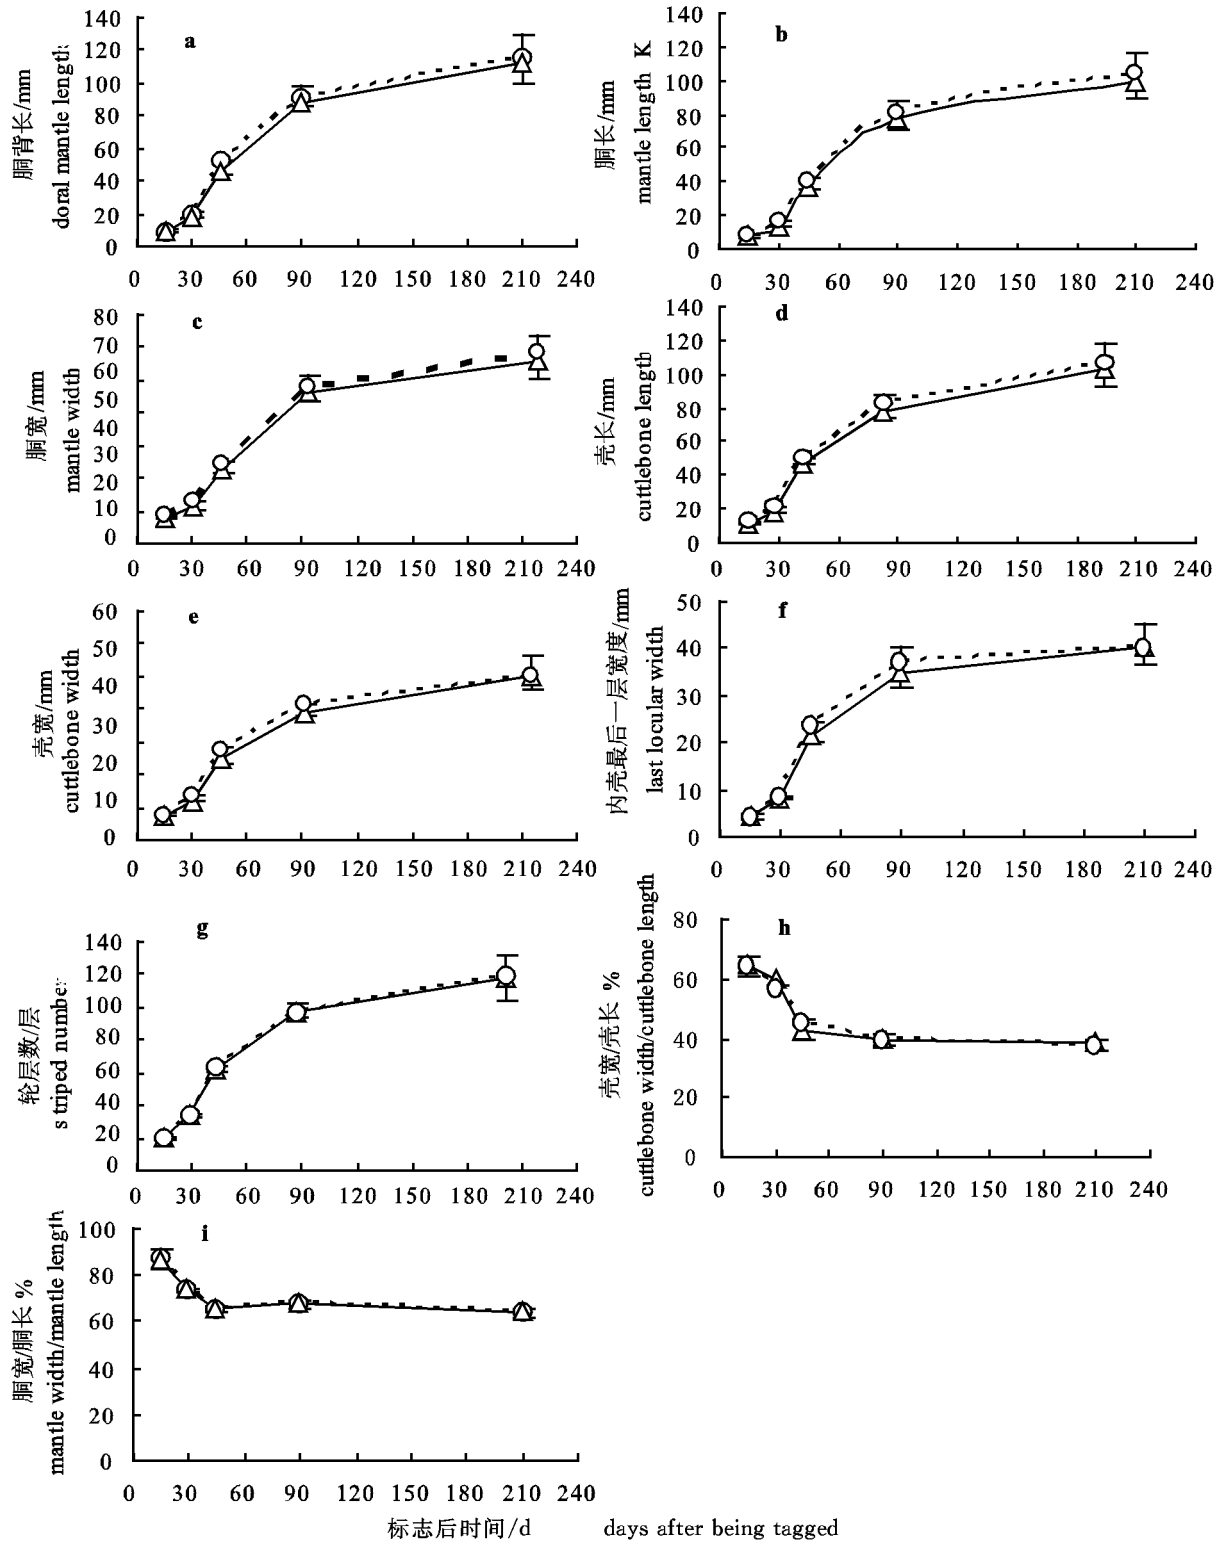 a
胴背长/mm
doral mantle length
140
120
100
80
60
40
20
0
0 30 60 90 120 150 180 210 240
b
胴长/mm
mantle length K
140
120
100
80
60
40
20
0
0 30 60 90 120 150 180 210 240
c
胴宽/mm
mantle width
80
70
60
50
40
30
20
10
0
0 30 60 90 120 150 180 210 240
d
壳长/mm
cuttlebone length
140
120
100
80
60
40
20
0
0 30 60 90 120 150 180 210 240
e
壳宽/mm
cuttlebone width
60
50
40
30
20
10
0
0 30 60 90 120 150 180 210 240
f
内壳最后一层宽度/mm
last locular width
50
40
30
20
10
0
0 30 60 90 120 150 180 210 240
g
轮层数/层
striped number
140
120
100
80
60
40
20
0
0 30 60 90 120 150 180 210 240
h
壳宽/壳长 %
cuttlebone width/cuttlebone length
80
60
40
20
0
0 30 60 90 120 150 180 210 240
i
胴宽/胴长 %
mantle width/mantle length
100
80
60
40
20
0
0 30 60 90 120 150 180 210 240
标志后时间/d days after being tagged